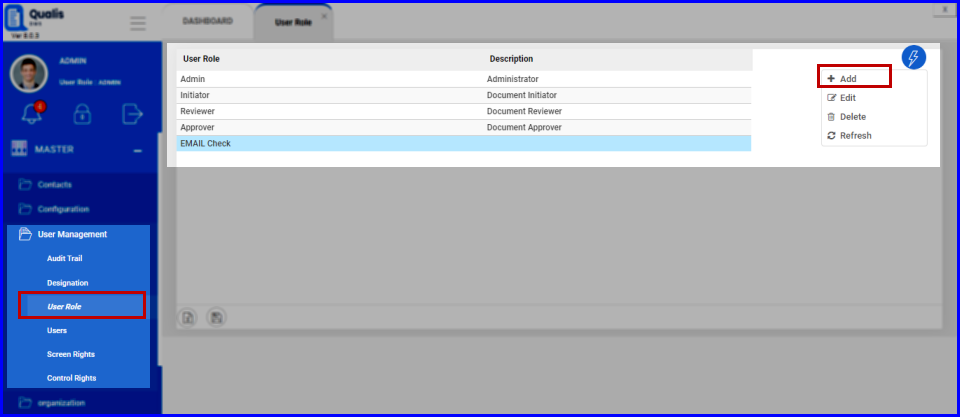 Qualis
DASHBOARD
User Role
x
x
Ver 9.0.3
ADMIN
User Role : ADMIN
4
MASTER
Contacts
Configuration
User Management
Audit Trail
Designation
User Role
Users
Screen Rights
Control Rights
organization
User Role Description
Admin Administrator
Initiator Document Initiator
Reviewer Document Reviewer
Approver Document Approver
EMAIL Check
Add
Edit
Delete
Refresh